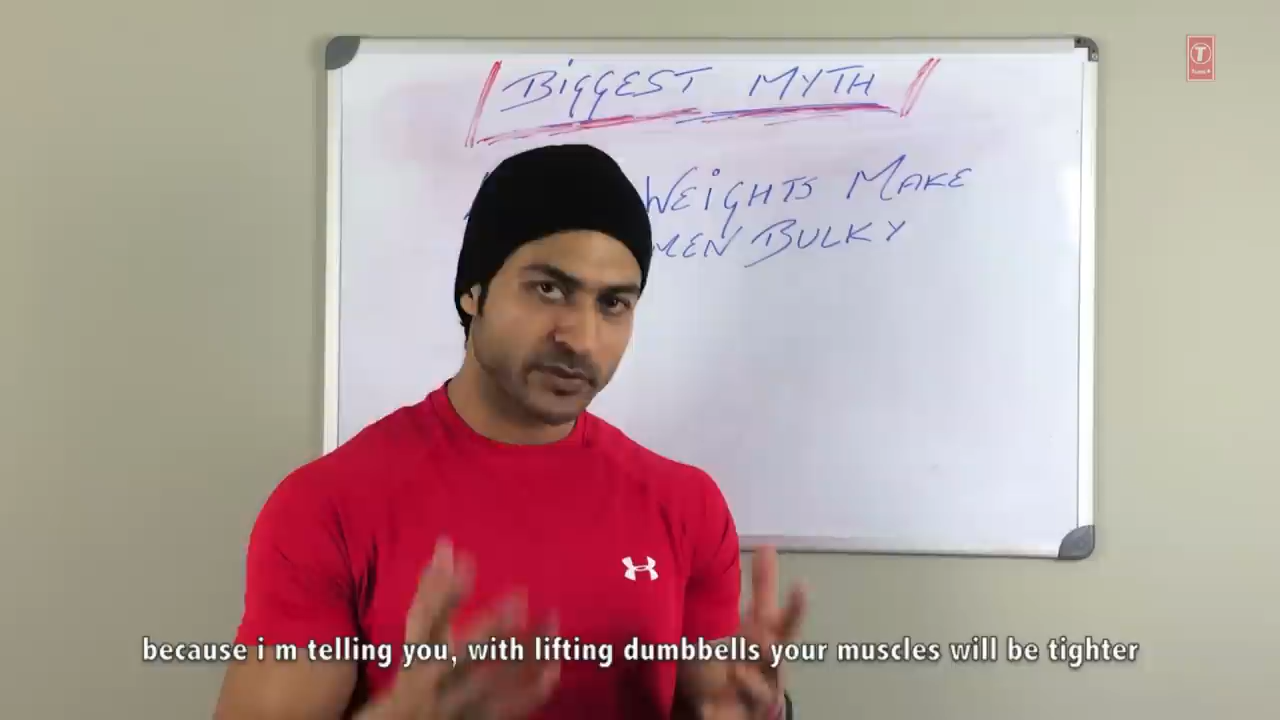 BIGGEST MYTH
WEIGHTS MAKE
MEN BULKY
because i m telling you, with lifting dumbbells your muscles will be tighter